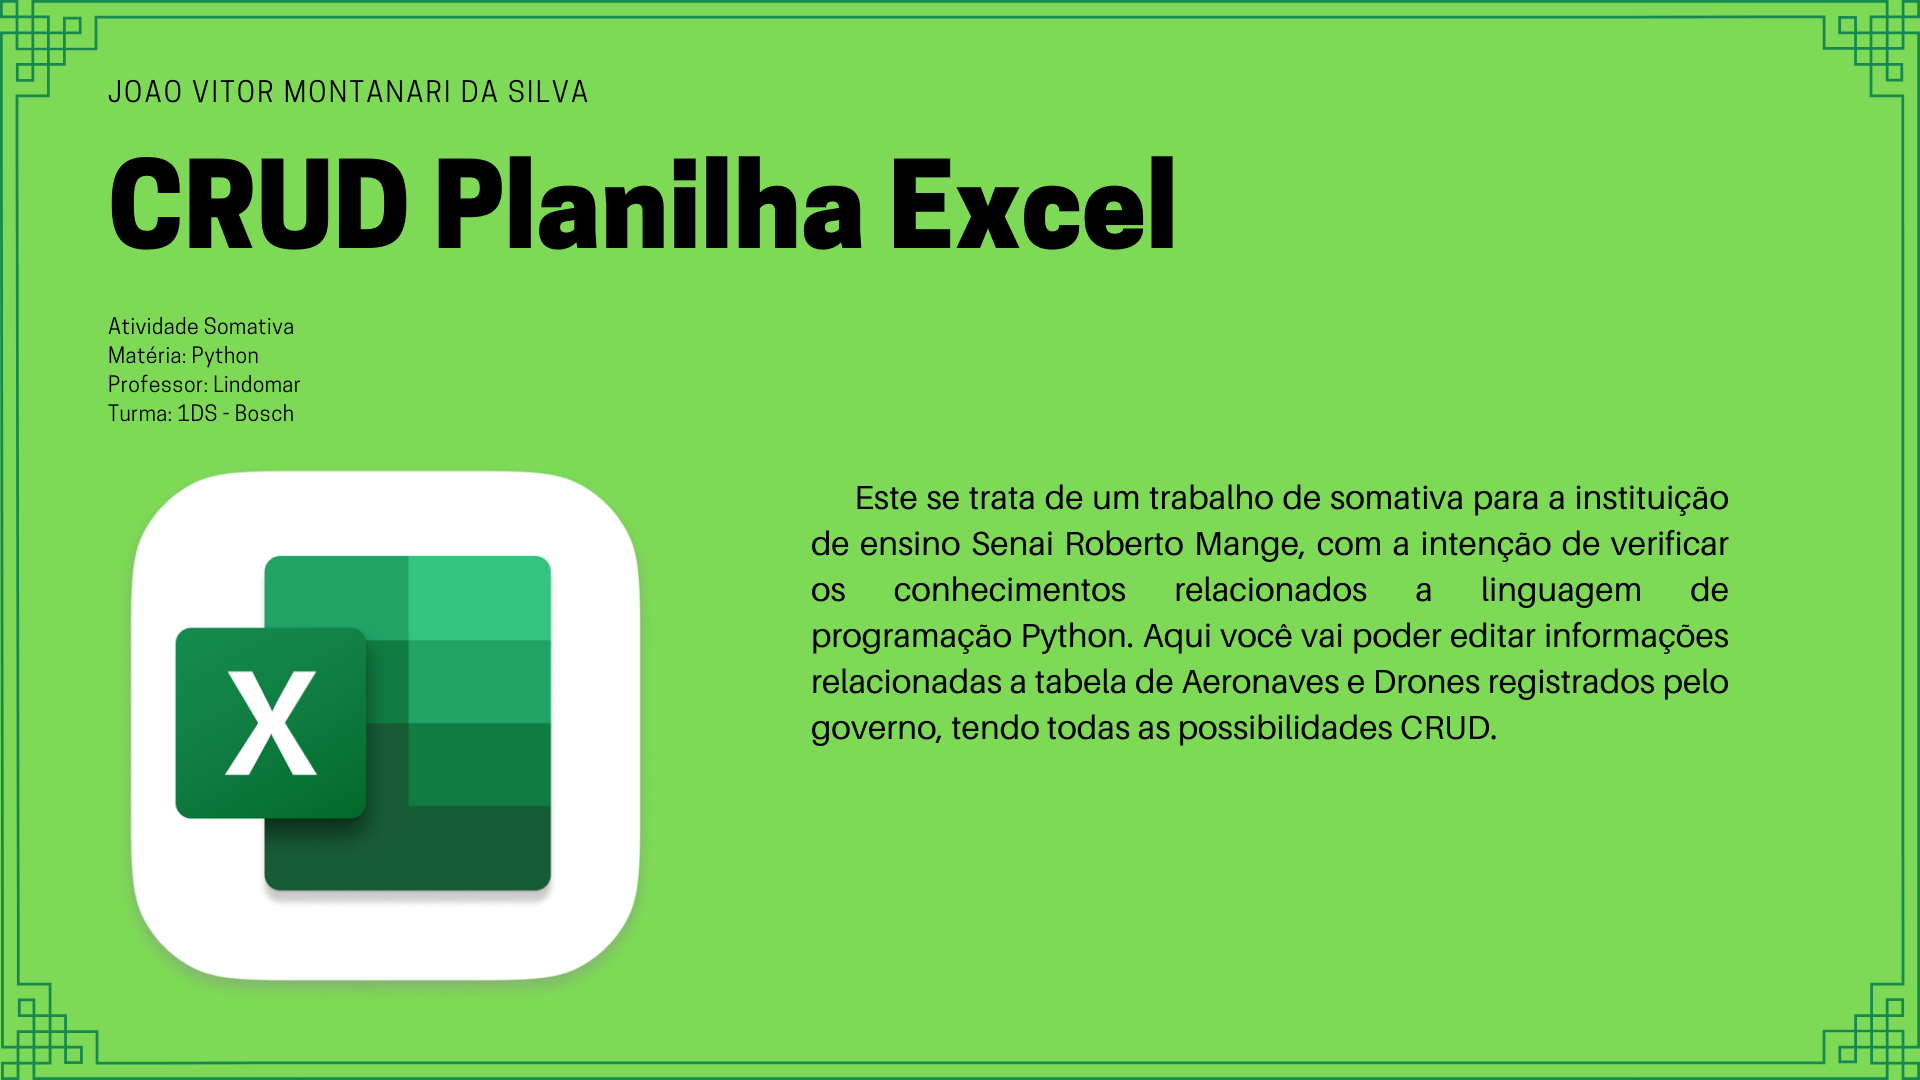 JOAO VITOR MONTANARI DA SILVA
CRUD Planilha Excel
Atividade Somativa
Matéria: Python
Professor: Lindomar
Turma: 1DS - Bosch
X
Este se trata de um trabalho de somativa para a instituição
de ensino Senai Roberto Mange, com a intenção de verificar
os conhecimentos relacionados a linguagem de
programação Python. Aqui você vai poder editar informações
relacionadas a tabela de Aeronaves e Drones registrados pelo
governo, tendo todas as possibilidades CRUD.